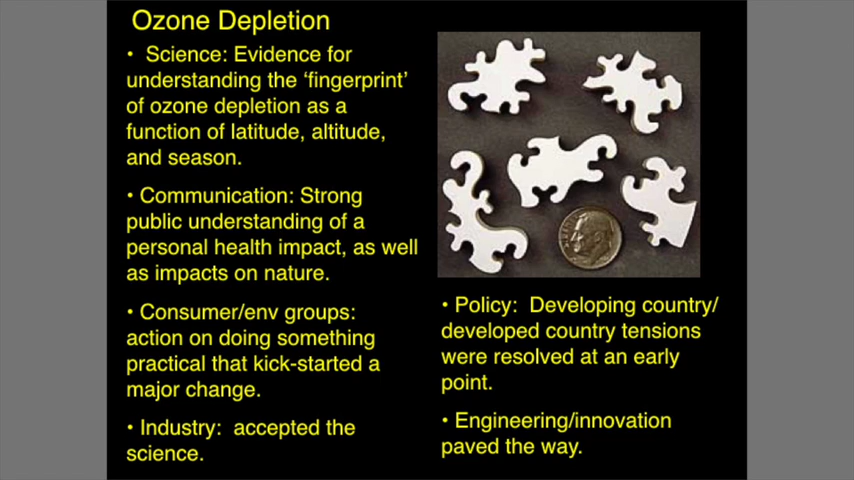 Ozone Depletion
• Science: Evidence for
understanding the ‘fingerprint’
of ozone depletion as a
function of latitude, altitude,
and season.
• Communication: Strong
public understanding of a
personal health impact, as well
as impacts on nature.
• Consumer/env groups:
action on doing something
practical that kick-started a
major change.
• Industry: accepted the
science.
• Policy: Developing country/
developed country tensions
were resolved at an early
point.
• Engineering/innovation
paved the way.